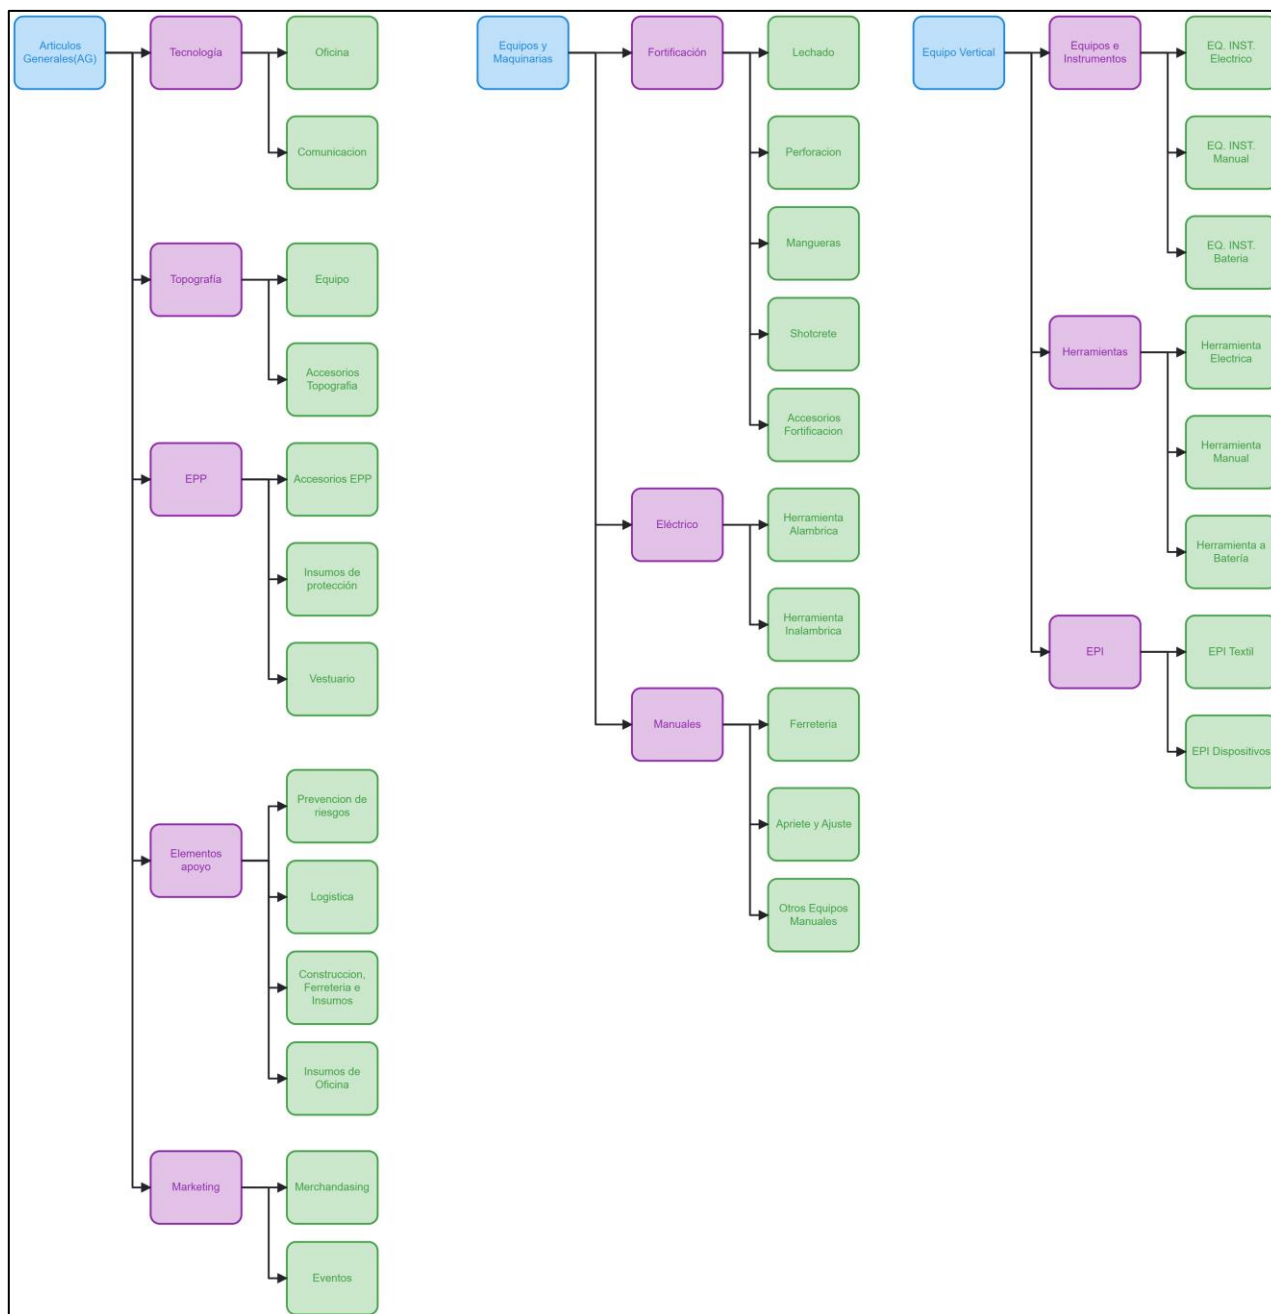 Articulos
Generales(AG)
Tecnología
Oficina
Comunicacion
Topografía
Equipo
Accesorios
Topografia
EPP
Accesorios EPP
Insumos de
protección
Vestuario
Elementos
apoyo
Prevencion de
riesgos
Logistica
Construccion,
Ferreteria e
Insumos
Insumos de
Oficina
Marketing
Merchandasing
Eventos
Equipos y
Maquinarias
Fortificación
Lechado
Perforacion
Mangueras
Shotcrete
Accesorios
Fortificacion
Eléctrico
Herramienta
Alambrica
Herramienta
Inalambrica
Manuales
Ferreteria
Apriete y Ajuste
Otros Equipos
Manuales
Equipo Vertical
Equipos e
Instrumentos
EQ. INST.
Electrico
EQ. INST.
Manual
EQ. INST.
Bateria
Herramientas
Herramienta
Electrica
Herramienta
Manual
Herramienta a
Batería
EPI
EPI Textil
EPI Dispositivos